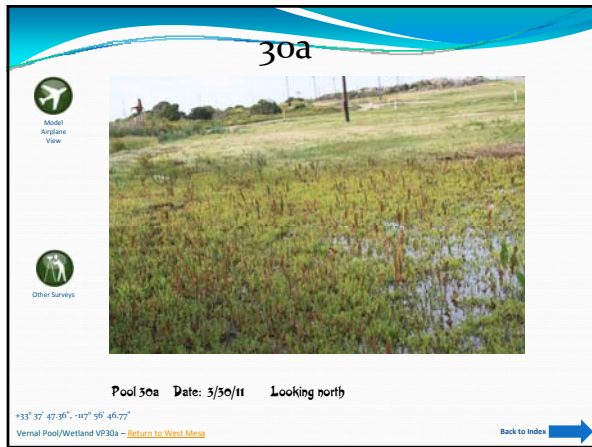 30a
Model
Airplane
View
Other Surveys
Pool 30a Date: 3/30/11 Looking north
+33° 37' 47.36", -117° 56' 46.77"
Vernal Pool/Wetland VP30a – Return to West Mesa
Back to Index